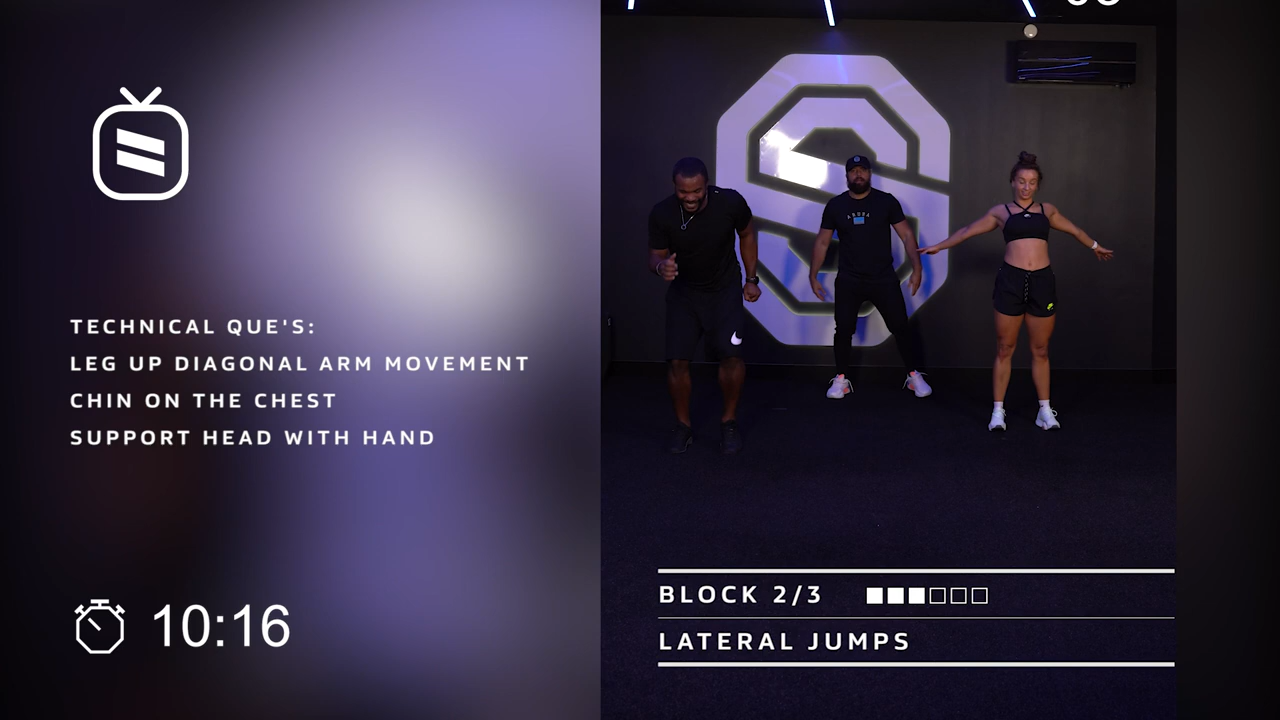 TECHNICAL QUE'S:
LEG UP DIAGONAL ARM MOVEMENT
CHIN ON THE CHEST
SUPPORT HEAD WITH HAND
10:16
BLOCK 2/3
LATERAL JUMPS